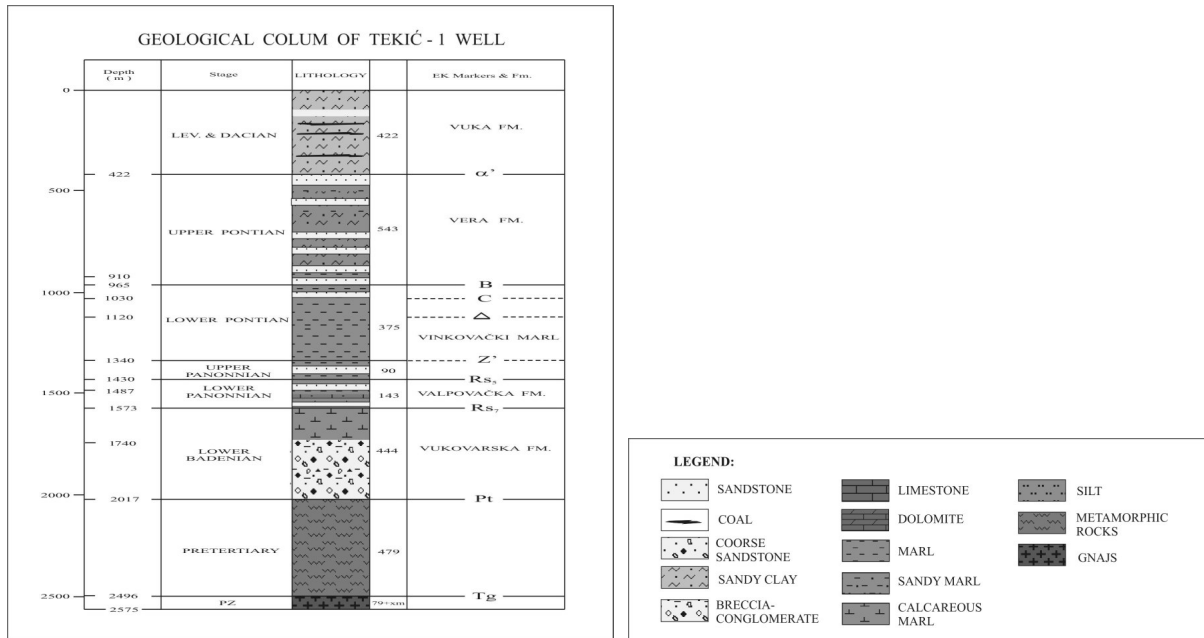 GEOLOGICAL COLUM OF TEKIĆ - 1 WELL
Depth
( m )
Stage
LITHOLOGY
EK Markers & Fm.
0
LEV. & DACIAN
422
VUKA FM.
422
α’
500
UPPER PONTIAN
543
VERA FM.
910
965
B
1000
1030
C
1120
△
LOWER PONTIAN
375
VINKOVAČKI MARL
1340
Z’
UPPER
PANONNIAN
90
1430
Rs₅
1487
1500
LOWER
PANONNIAN
143
VALPOVAČKA FM.
1573
Rs₇
1740
LOWER
BADENIAN
444
VUKOVARSKA FM.
2000
2017
Pt
PRETERTIARY
479
2496
2500
Tg
2575
PZ
79+xm
LEGEND:
SANDSTONE
COAL
COORSE
SANDSTONE
SANDY CLAY
BRECCIA-
CONGLOMERATE
LIMESTONE
DOLOMITE
MARL
SANDY MARL
CALCAREOUS
MARL
SILT
METAMORPHIC
ROCKS
GNAJS